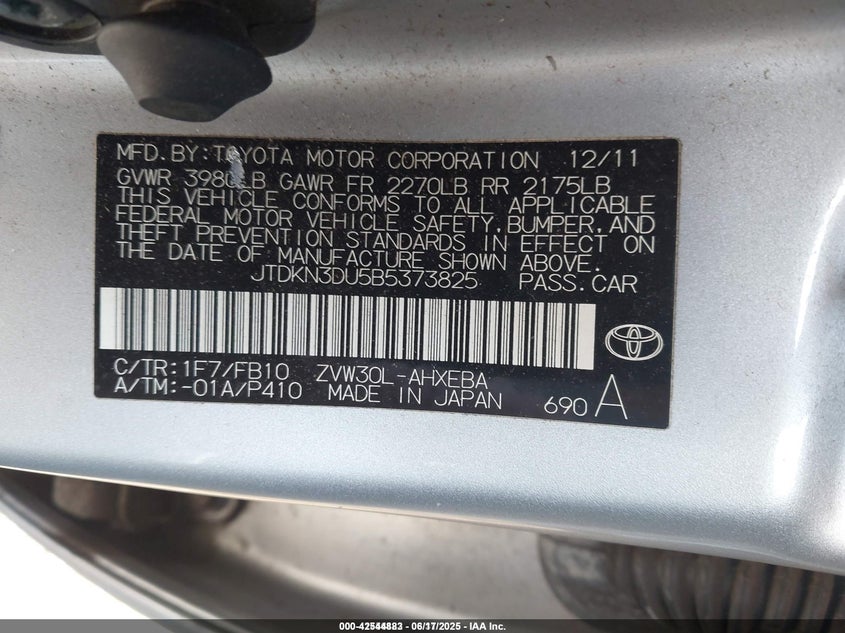 MFD.BY:TOYOTA MOTOR CORPORATION 12/11
GVWR 3980LB GAWR FR 2270LB RR 2175LB
THIS VEHICLE CONFORMS TO ALL APPLICABLE
FEDERAL MOTOR VEHICLE SAFETY,BUMPER,AND
THEFT PREVENTION STANDARDS IN EFFECT ON
THE DATE OF MANUFACTURE SHOWN ABOVE.
JTDKN3DU5B5373825 PASS.CAR
C/TR:1F7/FB10 ZVW30L-AHXEBA
A/TM:-01A/P410 MADE IN JAPAN 690 A
000-42544883 / 06/17/2025 - IAA Inc.